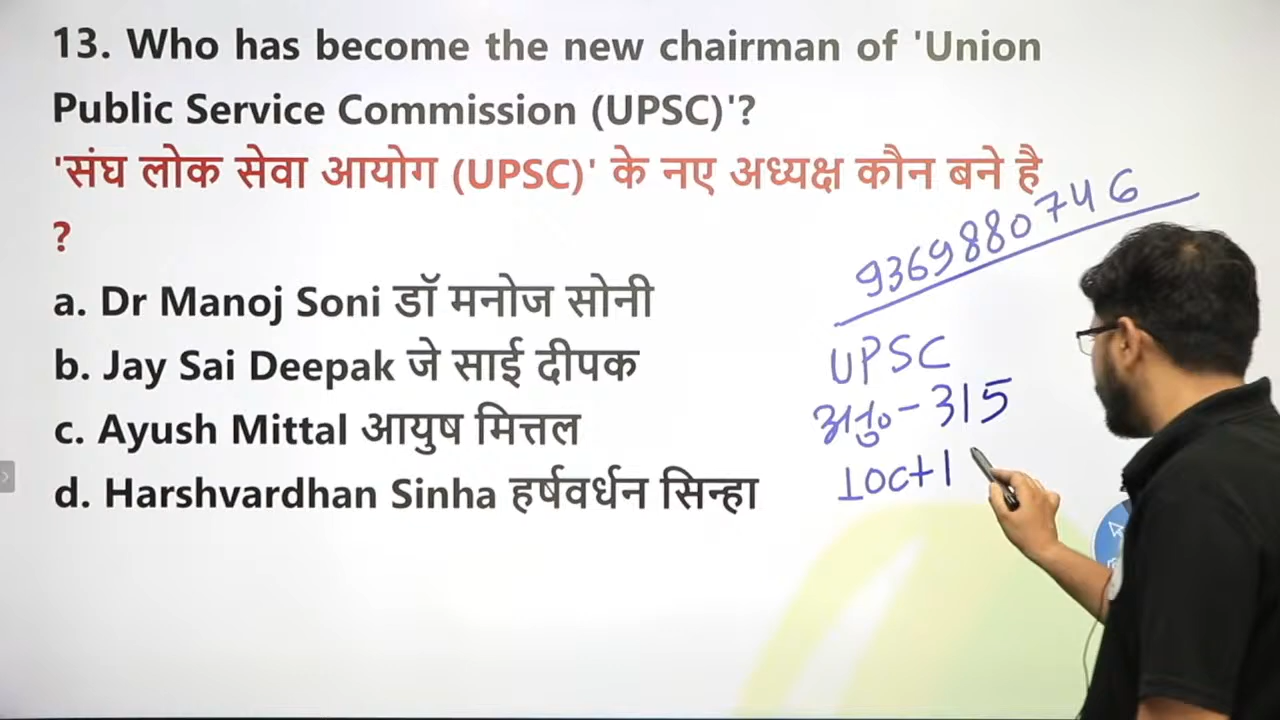 13. Who has become the new chairman of 'Union
Public Service Commission (UPSC)'?
'संघ लोक सेवा आयोग (UPSC)' के नए अध्यक्ष कौन बने है
?
a. Dr Manoj Soni डॉ मनोज सोनी
b. Jay Sai Deepak जे साई दीपक
c. Ayush Mittal आयुष मित्तल
d. Harshvardhan Sinha हर्षवर्धन सिन्हा
9369880746
UPSC
अनु० - 315
1 Oct 1